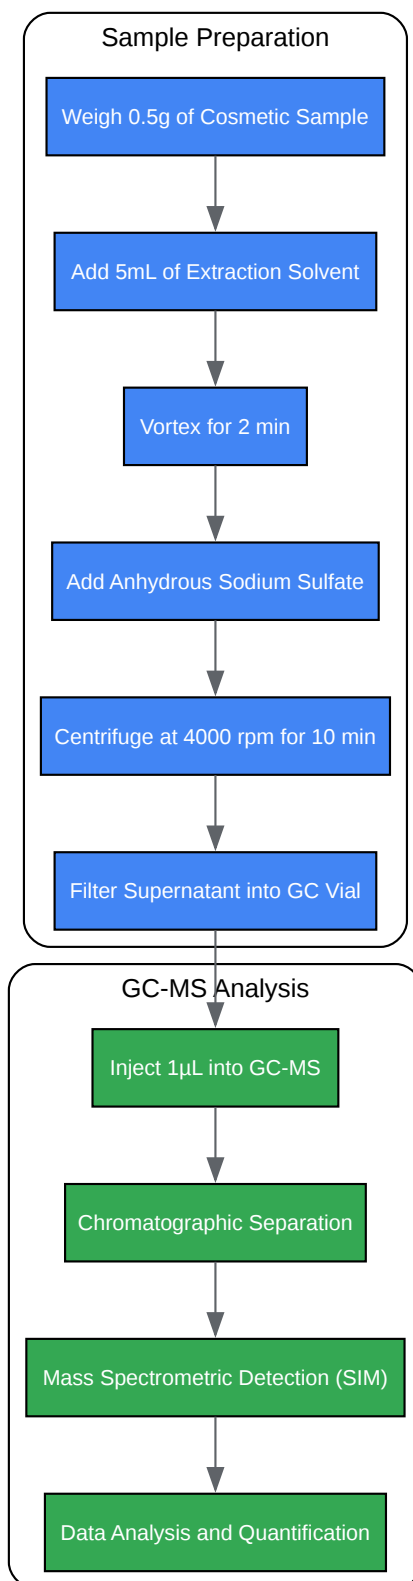 Sample Preparation
Weigh 0.5g of Cosmetic Sample
Add 5mL of Extraction Solvent
Vortex for 2 min
Add Anhydrous Sodium Sulfate
Centrifuge at 4000 rpm for 10 min
Filter Supernatant into GC Vial
GC-MS Analysis
Inject 1µL into GC-MS
Chromatographic Separation
Mass Spectrometric Detection (SIM)
Data Analysis and Quantification